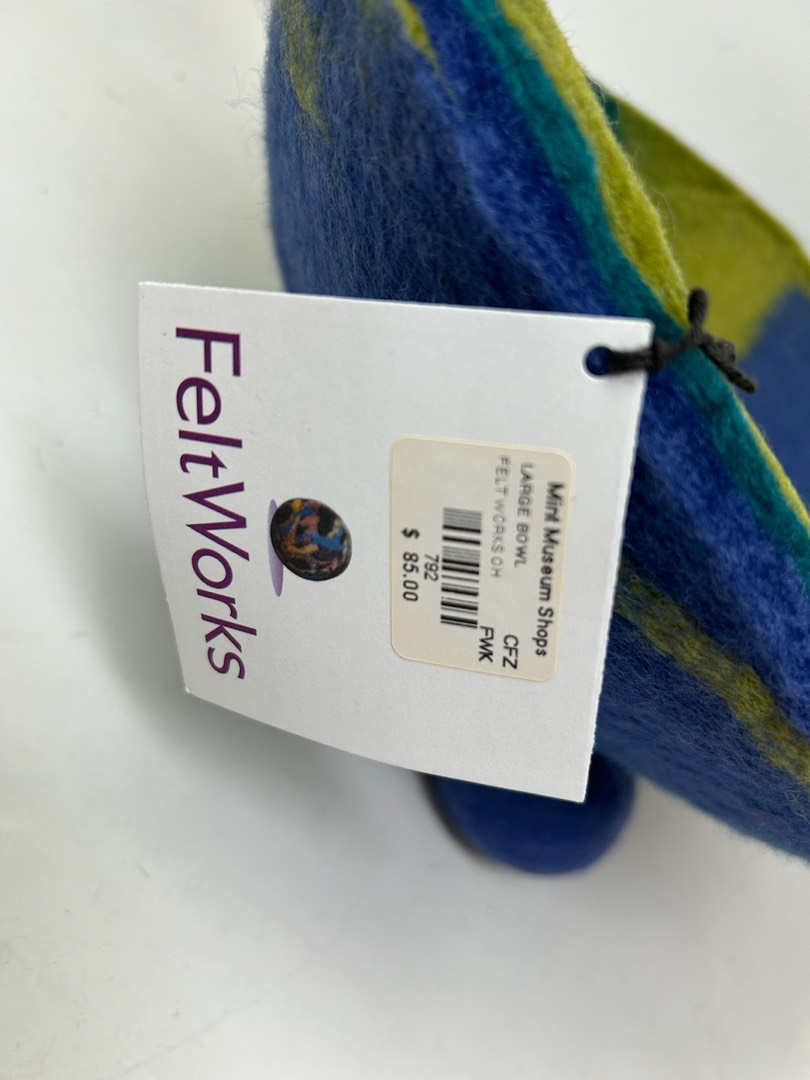 Mint Museum Shops
LARGE BOWL CFZ
FELT WORKS OH FWK
792
$ 85.00
FeltWorks